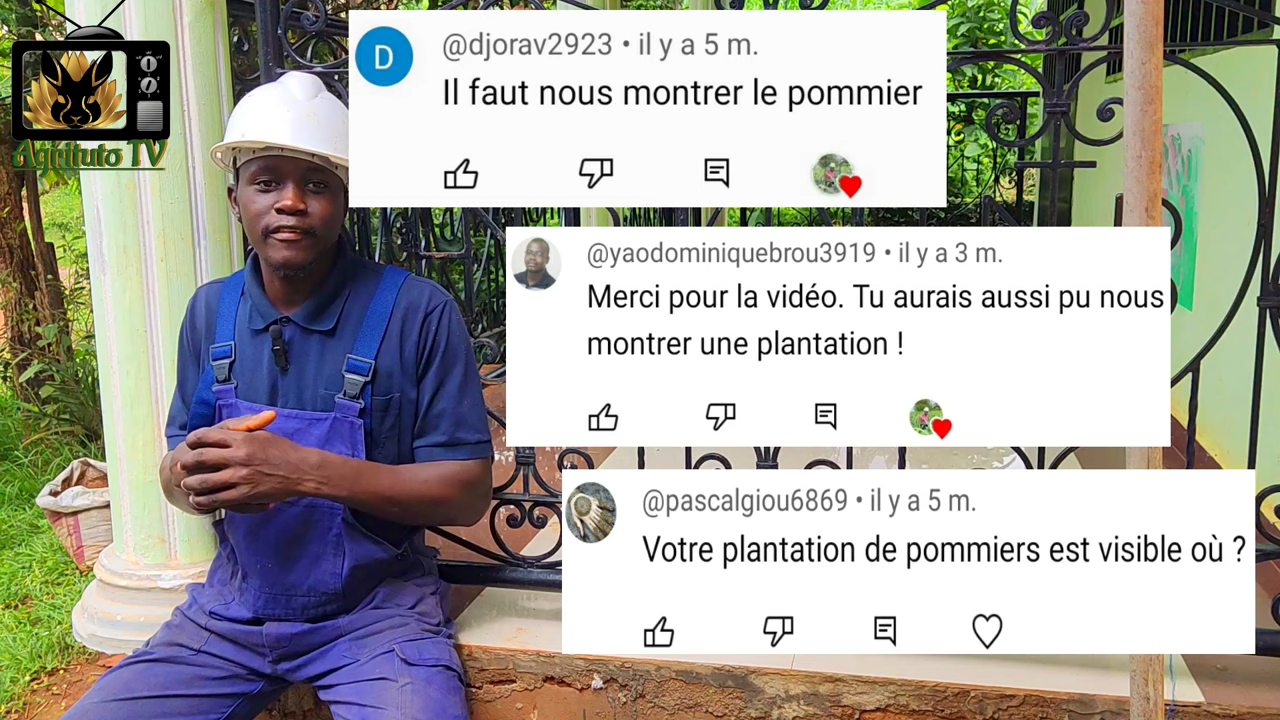 Agrituto TV
D
@djorav2923 • il y a 5 m.
Il faut nous montrer le pommier
@yaodominiquebrou3919 • il y a 3 m.
Merci pour la vidéo. Tu aurais aussi pu nous
montrer une plantation !
@pascalgiou6869 • il y a 5 m.
Votre plantation de pommiers est visible où ?